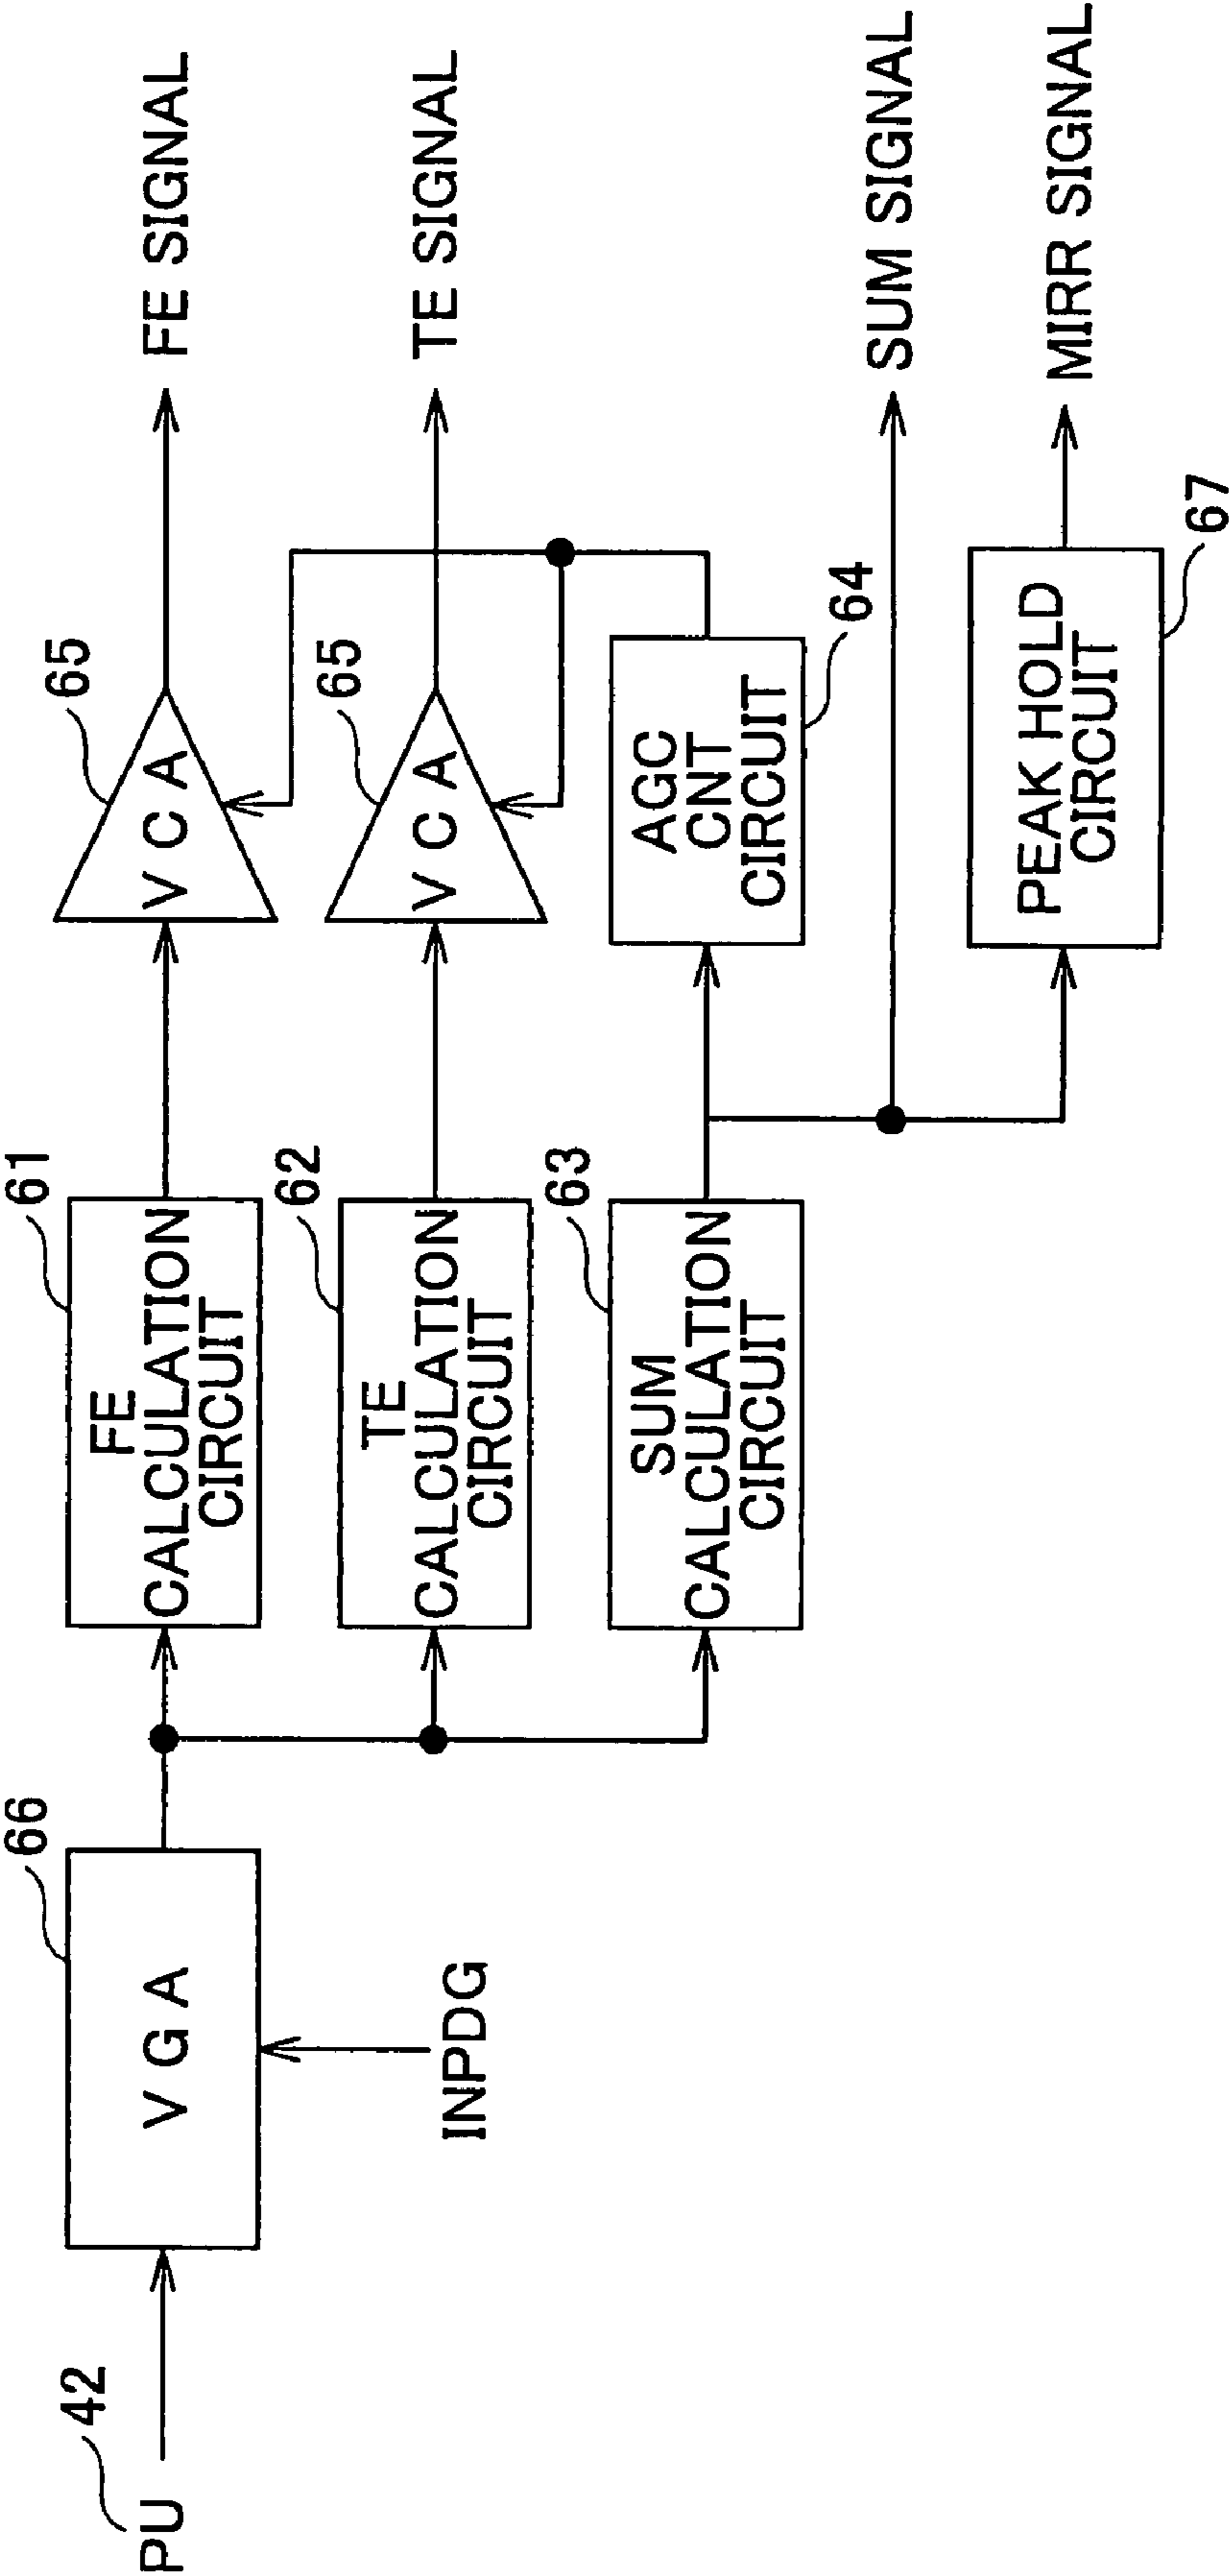 PU
42
V G A
66
INPDG
FE
CALCULATION
CIRCUIT
61
TE
CALCULATION
CIRCUIT
62
SUM
CALCULATION
CIRCUIT
63
V C A
65
V C A
65
AGC
CNT
CIRCUIT
64
PEAK HOLD
CIRCUIT
67
FE SIGNAL
TE SIGNAL
SUM SIGNAL
MIRR SIGNAL